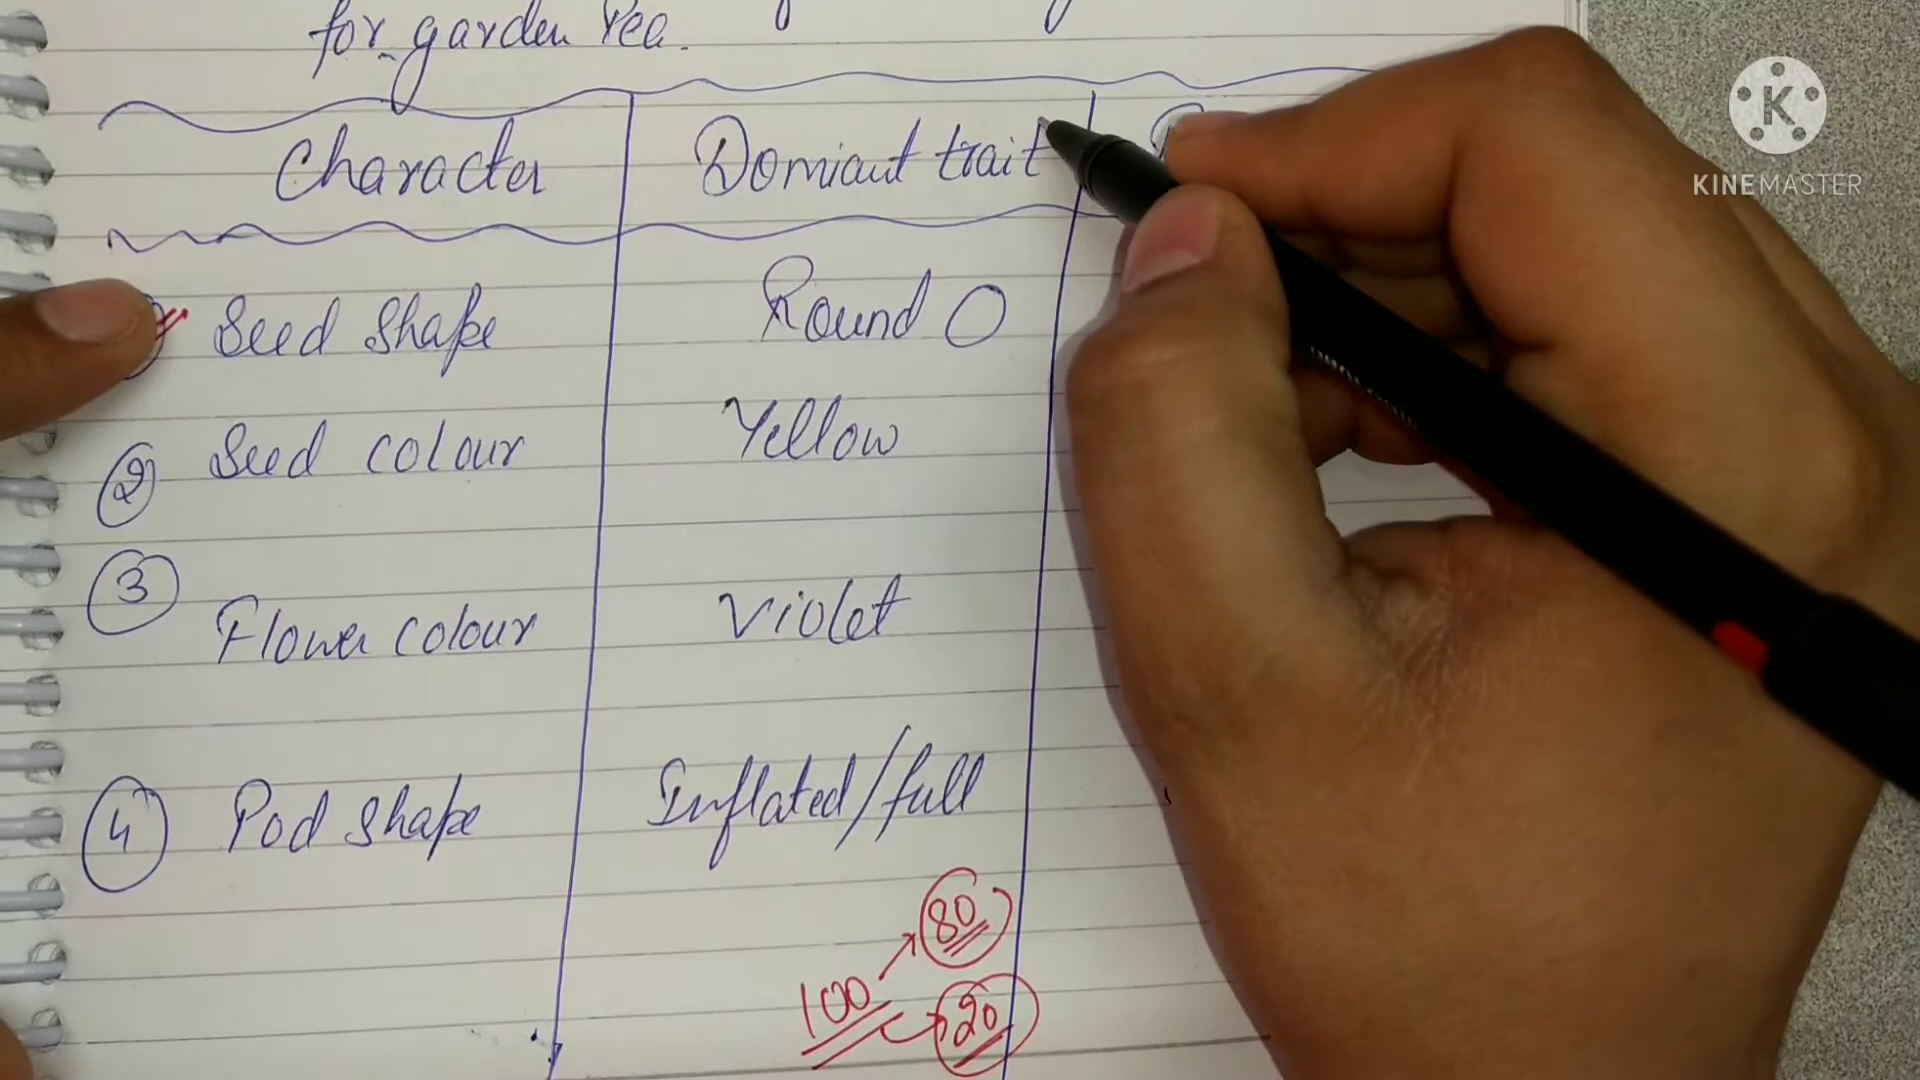 for garden Pea.
Character Domiant trait
Seed Shape Round
② Seed colour Yellow
③ Flower colour Violet
④ Pod shape Inflated/full
80
100
20
K
KINEMASTER